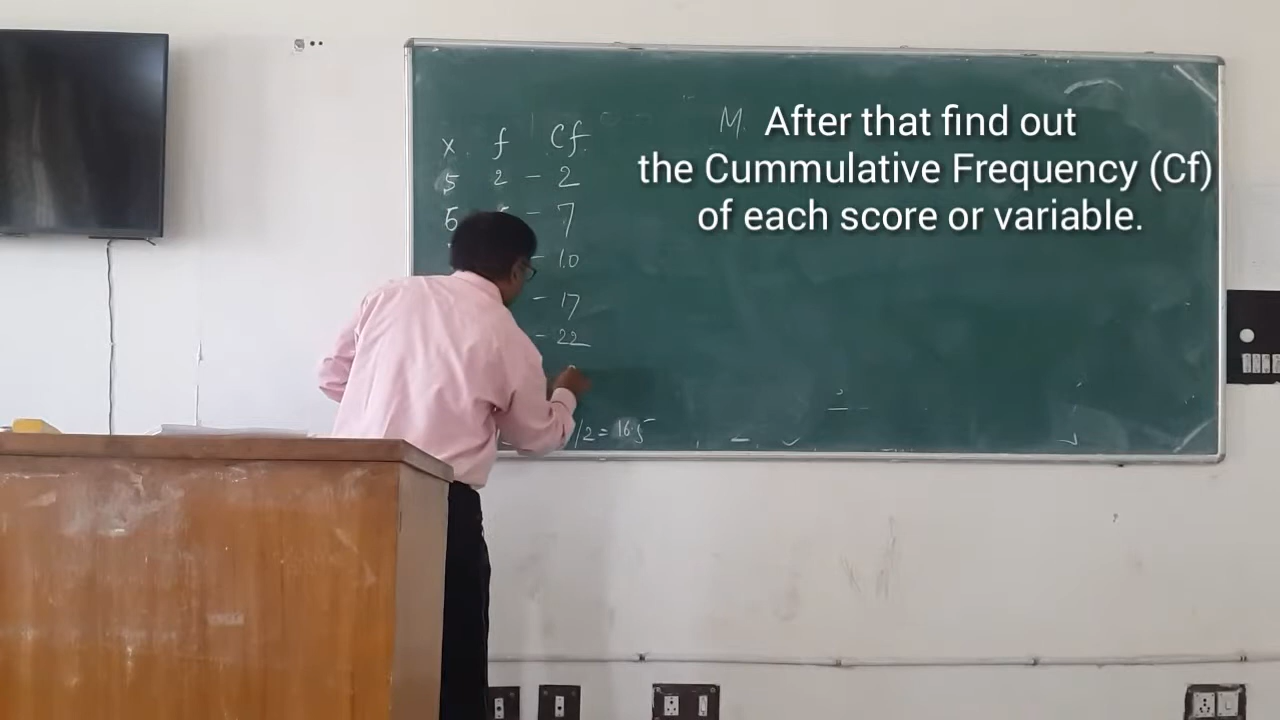 x f Cf
5 2 - 2
6 - 7
- 10
- 17
- 22
/2 = 16.5
M. After that find out
the Cummulative Frequency (Cf)
of each score or variable.